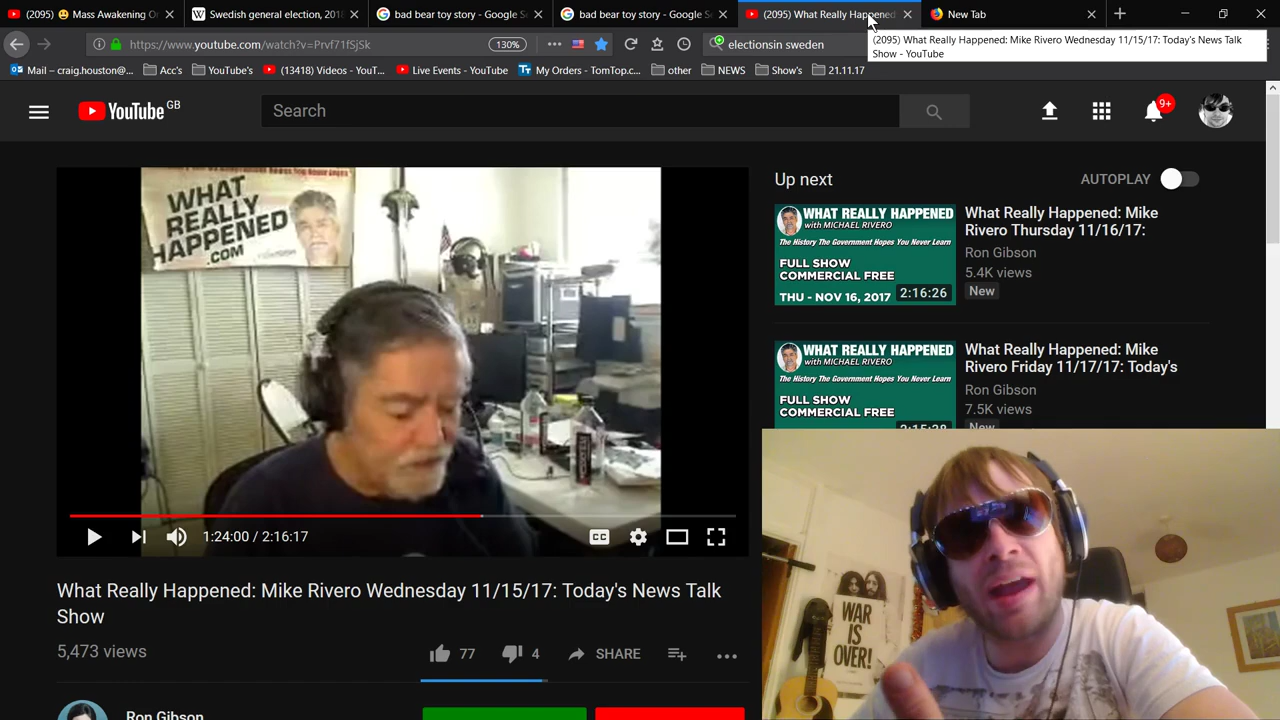 (2095) 😃 Mass Awakening O
Swedish general election, 2018
bad bear toy story - Google S
bad bear toy story - Google S
(2095) What Really Happened
New Tab
https://www.youtube.com/watch?v=Prvf71fSjSk
130%
electionsin sweden
(2095) What Really Happened: Mike Rivero Wednesday 11/15/17: Today's News Talk
Show - YouTube
Mail – craig.houston@...
Acc's
YouTube's
(13418) Videos - YouT...
Live Events - YouTube
My Orders - TomTop.c...
other
NEWS
Show's
21.11.17
YouTube GB
Search
9+
WHAT
REALLY
HAPPENED
.COM
Up next
AUTOPLAY
WHAT REALLY HAPPENED
with MICHAEL RIVERO
The History The Government Hopes You Never Learn
FULL SHOW
COMMERCIAL FREE
THU - NOV 16, 2017
2:16:26
What Really Happened: Mike
Rivero Thursday 11/16/17:
Ron Gibson
5.4K views
New
WHAT REALLY HAPPENED
with MICHAEL RIVERO
The History The Government Hopes You Never Learn
FULL SHOW
COMMERCIAL FREE
What Really Happened: Mike
Rivero Friday 11/17/17: Today's
Ron Gibson
7.5K views
New
1:24:00 / 2:16:17
CC
What Really Happened: Mike Rivero Wednesday 11/15/17: Today's News Talk
Show
5,473 views
77
4
SHARE
Ron Gibson
WAR
IS
OVER!